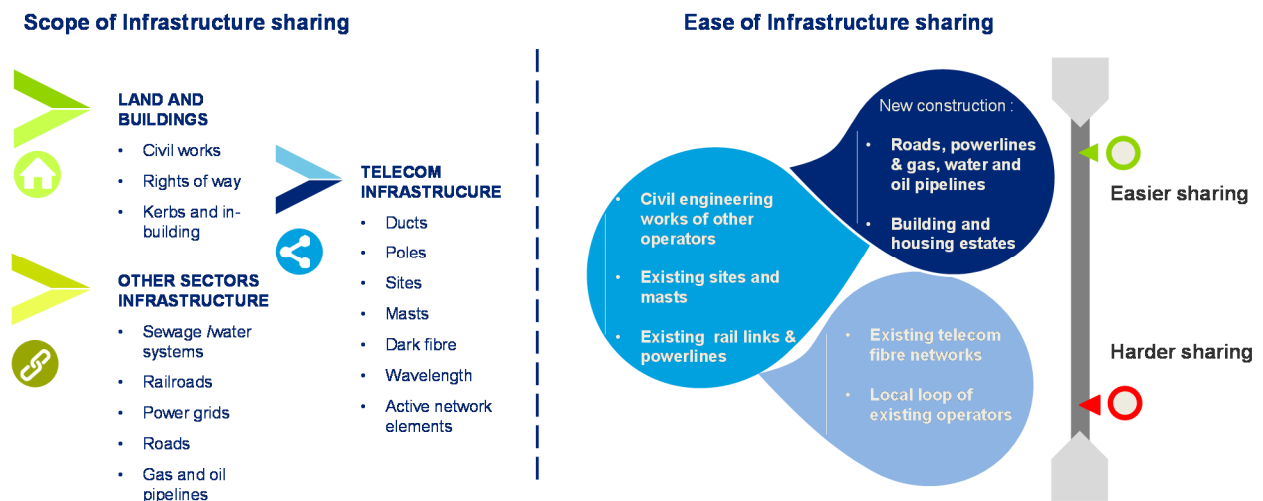 Scope of Infrastructure sharing
LAND AND
BUILDINGS
• Civil works
• Rights of way
• Kerbs and in-
building
OTHER SECTORS
INFRASTRUCTURE
• Sewage /water
systems
• Railroads
• Power grids
• Roads
• Gas and oil
pipelines
TELECOM
INFRASTRUCURE
• Ducts
• Poles
• Sites
• Masts
• Dark fibre
• Wavelength
• Active network
elements
Ease of Infrastructure sharing
New construction :
• Roads, powerlines
& gas, water and
oil pipelines
• Building and
housing estates
• Civil engineering
works of other
operators
• Existing sites and
masts
• Existing rail links &
powerlines
• Existing telecom
fibre networks
• Local loop of
existing operators
Easier sharing
Harder sharing